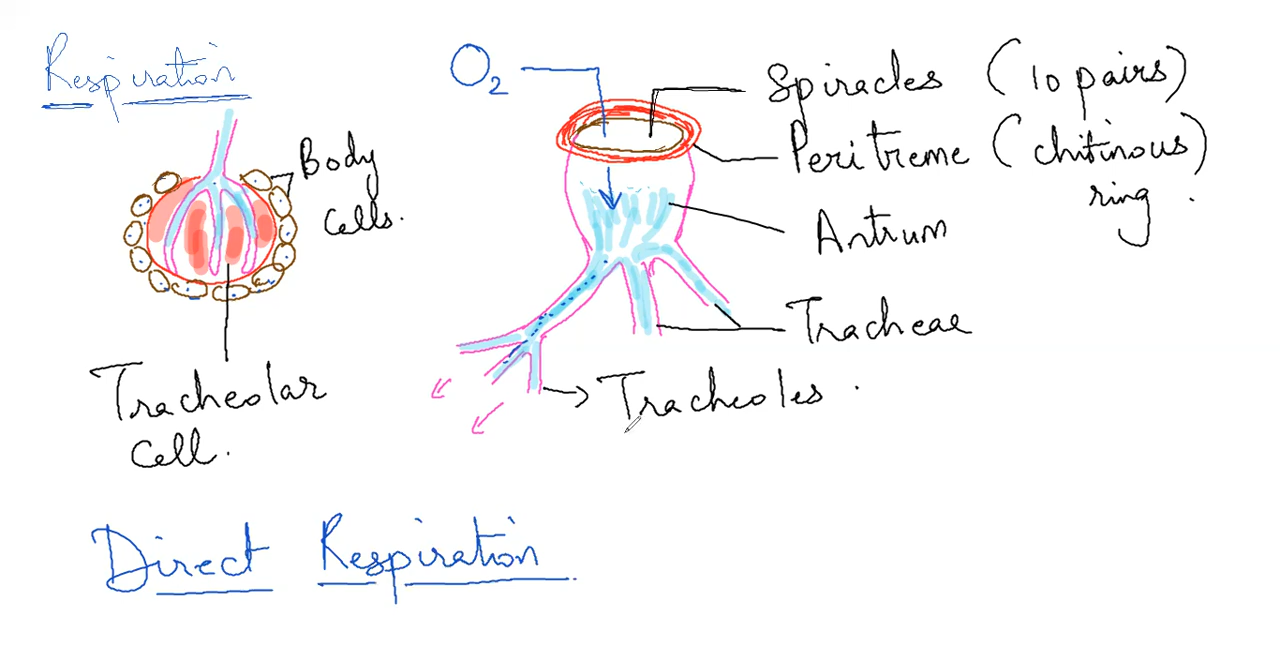 Respiration
O2
Spiracles (10 pairs)
Peritreme (chitinous)
ring.
Body
Cells.
Antrum
Tracheae
Tracheoles.
Tracheolar
Cell.
Direct Respiration